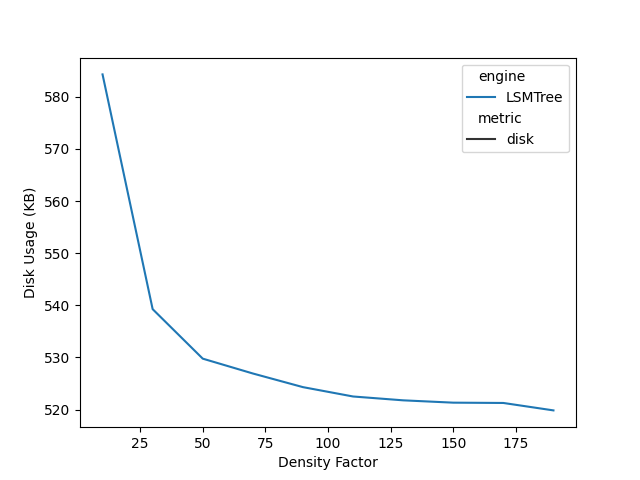 580
570
560
550
540
530
520
Disk Usage (KB)
25 50 75 100 125 150 175
Density Factor
engine
LSMTree
metric
disk